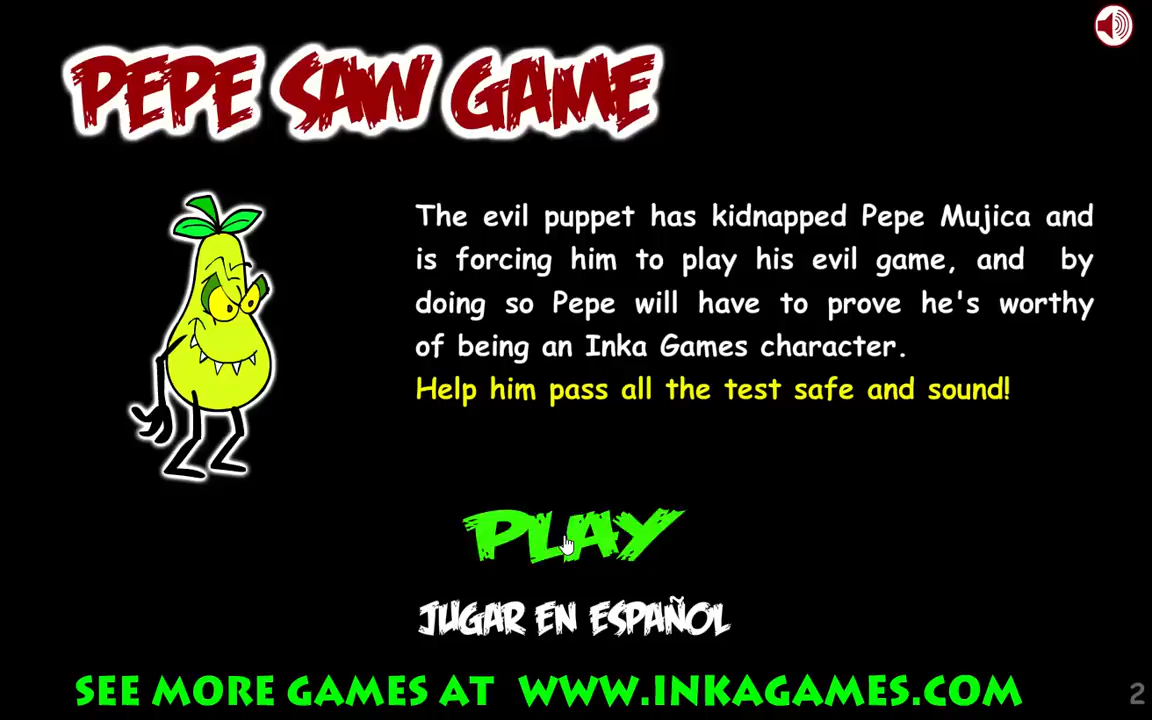 PEPE SAW GAME
The evil puppet has kidnapped Pepe Mujica and
is forcing him to play his evil game, and by
doing so Pepe will have to prove he's worthy
of being an Inka Games character.
Help him pass all the test safe and sound!
PLAY
JUGAR EN ESPAÑOL
SEE MORE GAMES AT WWW.INKAGAMES.COM
2